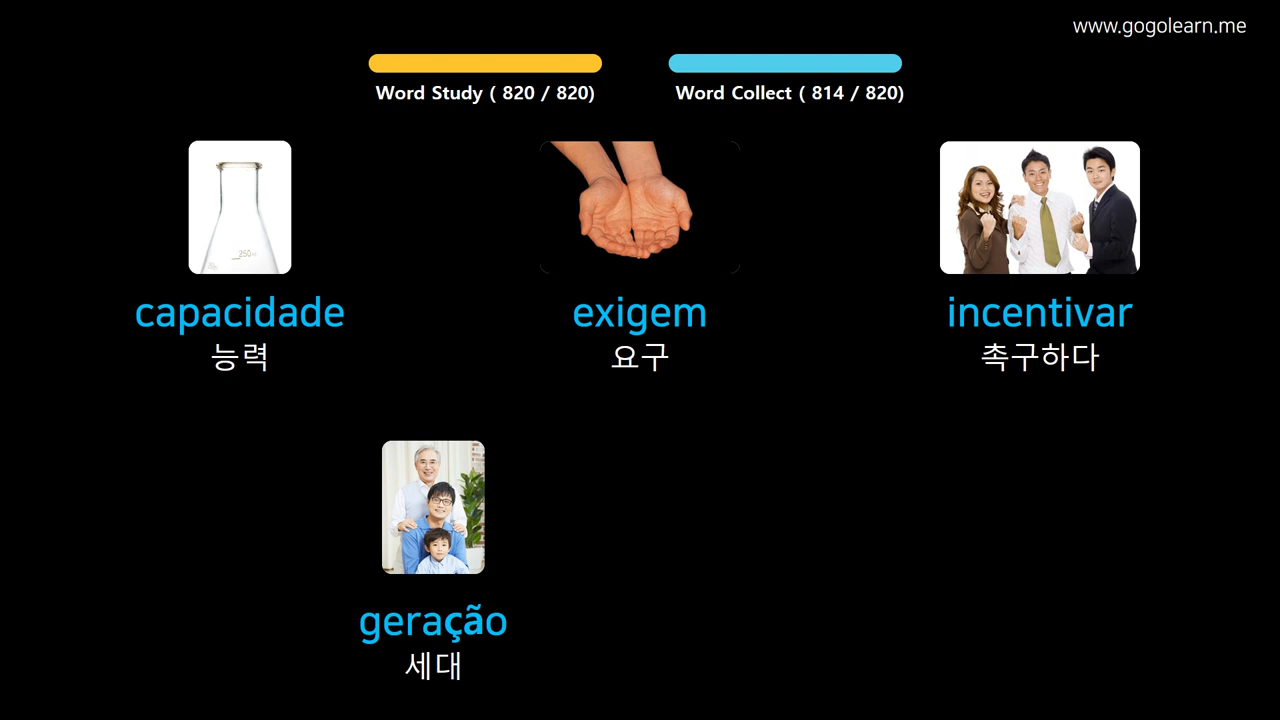 www.gogolearn.me
Word Study ( 820 / 820)
Word Collect ( 814 / 820)
250
capacidade
능력
exigem
요구
incentivar
촉구하다
geração
세대